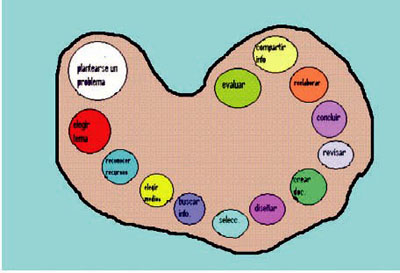 plantearse un
problema
elegir
tema
reconocer
recursos
elegir
medios
buscar
info.
selecc.
diseñar
crear
doc.
revisar
concluir
evaluar
compartir
info